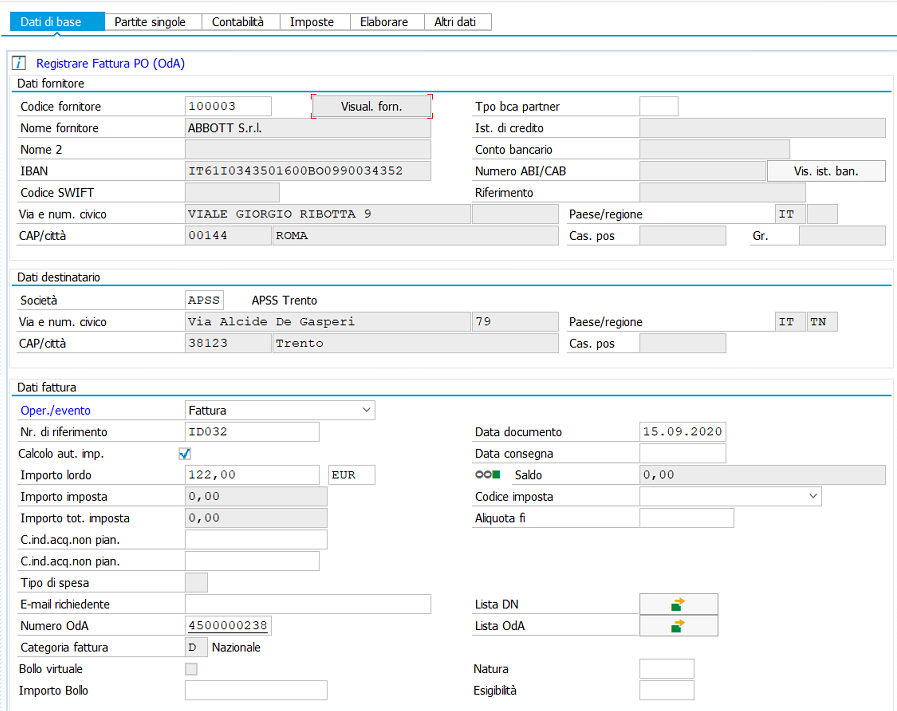 Dati di base Partite singole Contabilità Imposte Elaborare Altri dati
i Registrare Fattura PO (OdA)
Dati fornitore
Codice fornitore 100003 Visual. forn. Tpo bca partner
Nome fornitore ABBOTT S.r.l. Ist. di credito
Nome 2 Conto bancario
IBAN IT61I0343501600BO0990034352 Numero ABI/CAB Vis. ist. ban.
Codice SWIFT Riferimento
Via e num. civico VIALE GIORGIO RIBOTTA 9 Paese/regione IT
CAP/città 00144 ROMA Cas. pos Gr.
Dati destinatario
Società APSS APSS Trento
Via e num. civico Via Alcide De Gasperi 79 Paese/regione IT TN
CAP/città 38123 Trento Cas. pos
Dati fattura
Oper./evento Fattura
Nr. di riferimento ID032 Data documento 15.09.2020
Calcolo aut. imp. Data consegna
Importo lordo 122,00 EUR Saldo 0,00
Importo imposta 0,00 Codice imposta
Importo tot. imposta 0,00 Aliquota fi
C.ind.acq.non pian.
C.ind.acq.non pian.
Tipo di spesa
E-mail richiedente Lista DN
Numero OdA 4500000238 Lista OdA
Categoria fattura D Nazionale
Bollo virtuale Natura
Importo Bollo Esigibilità